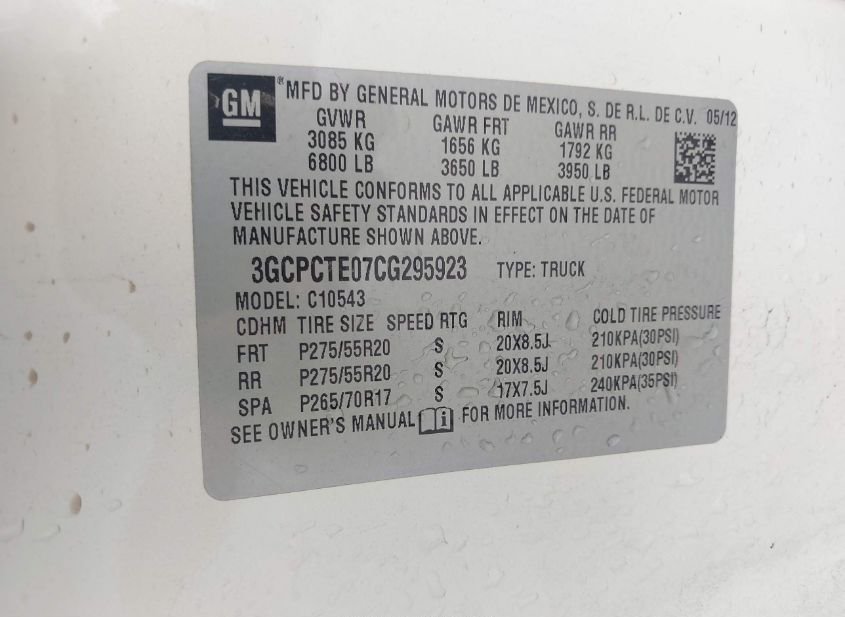 GM ® MFD BY GENERAL MOTORS DE MEXICO, S. DE R.L. DE C.V. 05/12
GVWR GAWR FRT GAWR RR
3085 KG 1656 KG 1792 KG
6800 LB 3650 LB 3950 LB
THIS VEHICLE CONFORMS TO ALL APPLICABLE U.S. FEDERAL MOTOR
VEHICLE SAFETY STANDARDS IN EFFECT ON THE DATE OF
MANUFACTURE SHOWN ABOVE.
3GCPCTE07CG295923 TYPE: TRUCK
MODEL: C10543
CDHM TIRE SIZE SPEED RTG RIM COLD TIRE PRESSURE
FRT P275/55R20 S 20X8.5J 210KPA(30PSI)
RR P275/55R20 S 20X8.5J 210KPA(30PSI)
SPA P265/70R17 S 17X7.5J 240KPA(35PSI)
SEE OWNER'S MANUAL i FOR MORE INFORMATION.